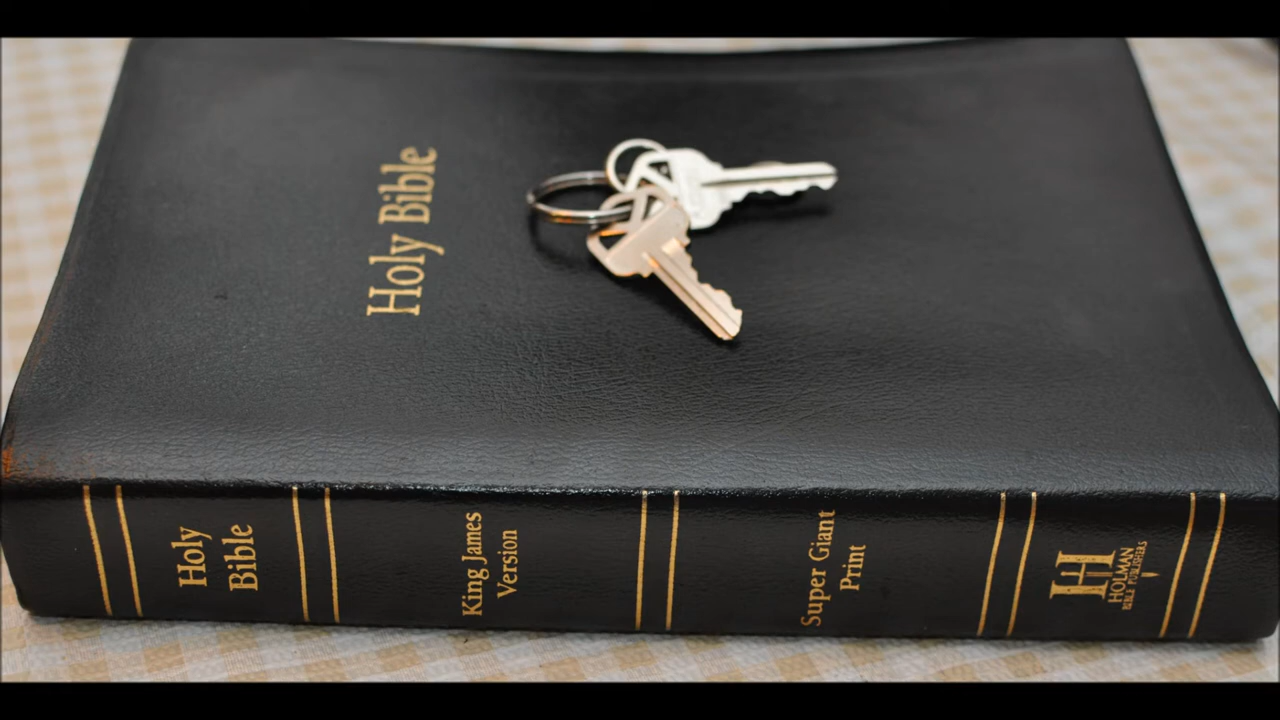 Holy Bible
Holy
Bible
King James
Version
Super Giant
Print
HOLMAN
BIBLE PUBLISHERS